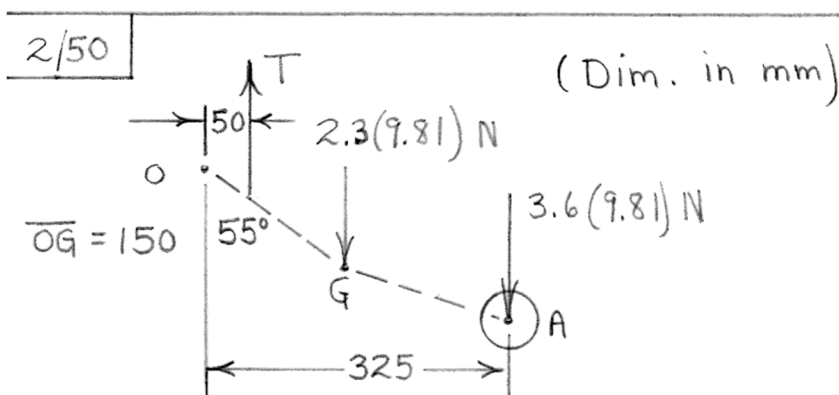 2/50
T
(Dim. in mm)
50
2.3(9.81) N
O
3.6(9.81) N
OG = 150
55°
G
A
325